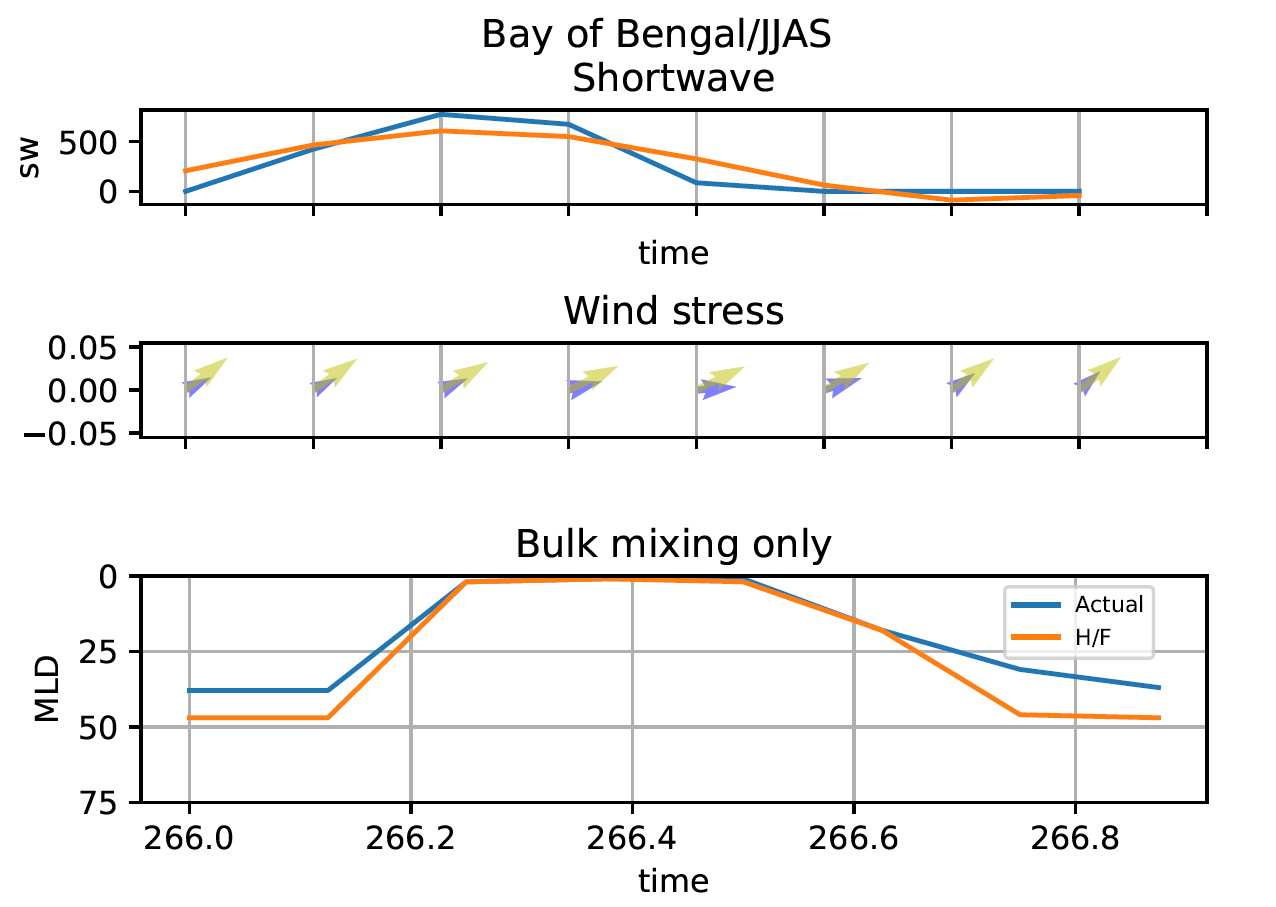 Bay of Bengal/JJAS
Shortwave
sw
500
0
time
Wind stress
0.05
0.00
−0.05
Bulk mixing only
MLD
0
25
50
75
Actual
H/F
266.0 266.2 266.4 266.6 266.8
time